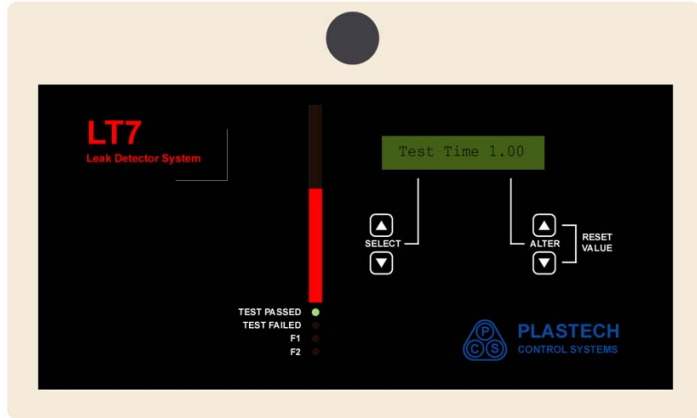 LT7
Leak Detector System
Test Time 1.00
SELECT
ALTER
RESET
VALUE
TEST PASSED
TEST FAILED
F1
F2
P
C S
PLASTECH
CONTROL SYSTEMS